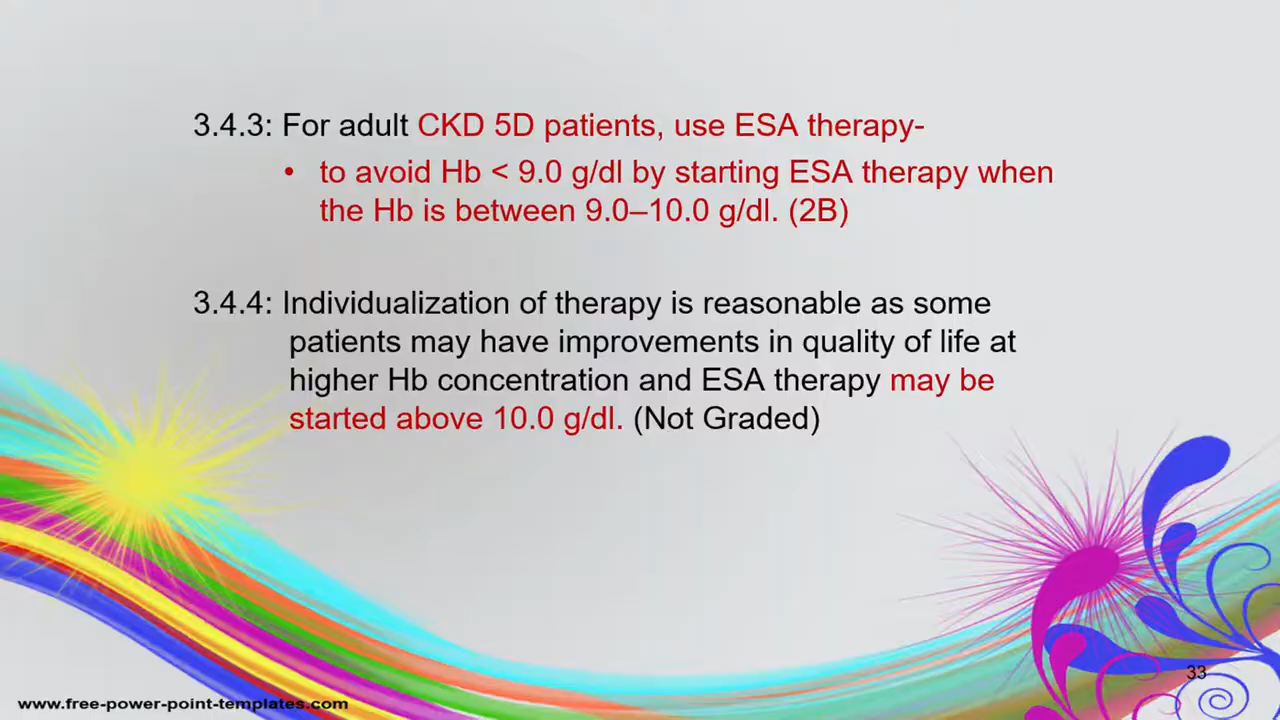 3.4.3: For adult CKD 5D patients, use ESA therapy-
• to avoid Hb < 9.0 g/dl by starting ESA therapy when
the Hb is between 9.0–10.0 g/dl. (2B)
3.4.4: Individualization of therapy is reasonable as some
patients may have improvements in quality of life at
higher Hb concentration and ESA therapy may be
started above 10.0 g/dl. (Not Graded)
33
www.free-power-point-templates.com